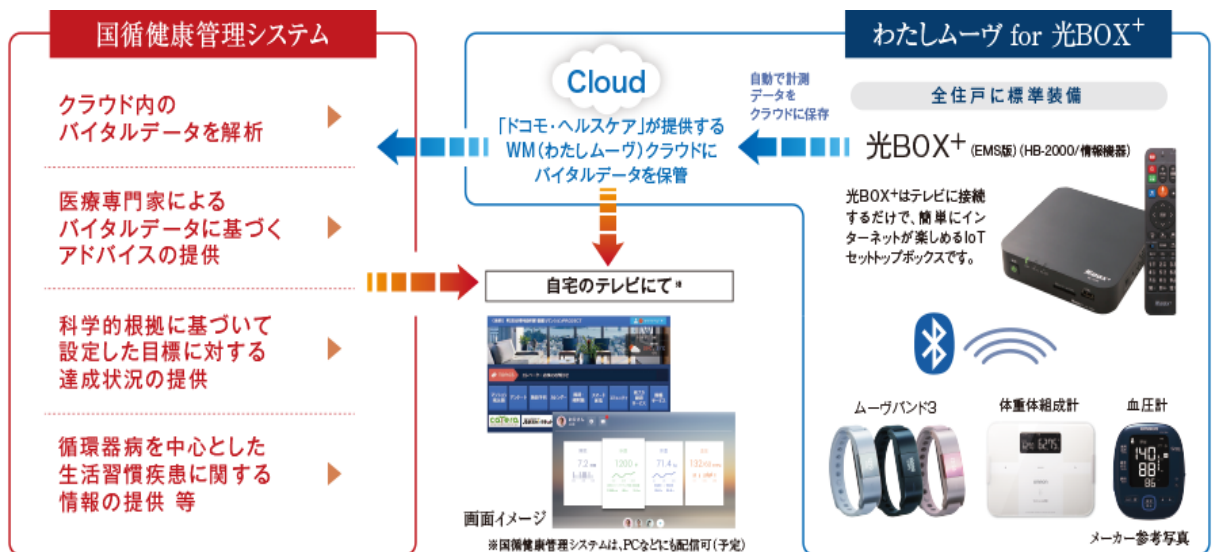 国循健康管理システム
クラウド内の
バイタルデータを解析
医療専門家による
バイタルデータに基づく
アドバイスの提供
科学的根拠に基づいて
設定した目標に対する
達成状況の提供
循環器病を中心とした
生活習慣疾患に関する
情報の提供 等
Cloud
「ドコモ・ヘルスケア」が提供する
WM(わたしムーヴ)クラウドに
バイタルデータを保管
自動で計測
データを
クラウドに保存
自宅のテレビにて※
7.2
1200
71.4
画面イメージ
※国循健康管理システムは、PCなどにも配信可(予定)
わたしムーヴ for 光BOX+
全住戸に標準装備
光BOX+(EMS版)(HB-2000/情報機器)
光BOX+はテレビに接続
するだけで、簡単にイン
ターネットが楽しめるIoT
セットトップボックスです。
ムーヴバンド3
体重体組成計
血圧計
140
88
86
メーカー参考写真